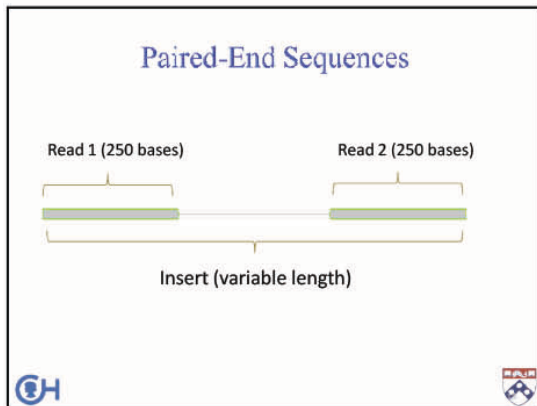 Paired-End Sequences
Read 1 (250 bases)
Read 2 (250 bases)
Insert (variable length)